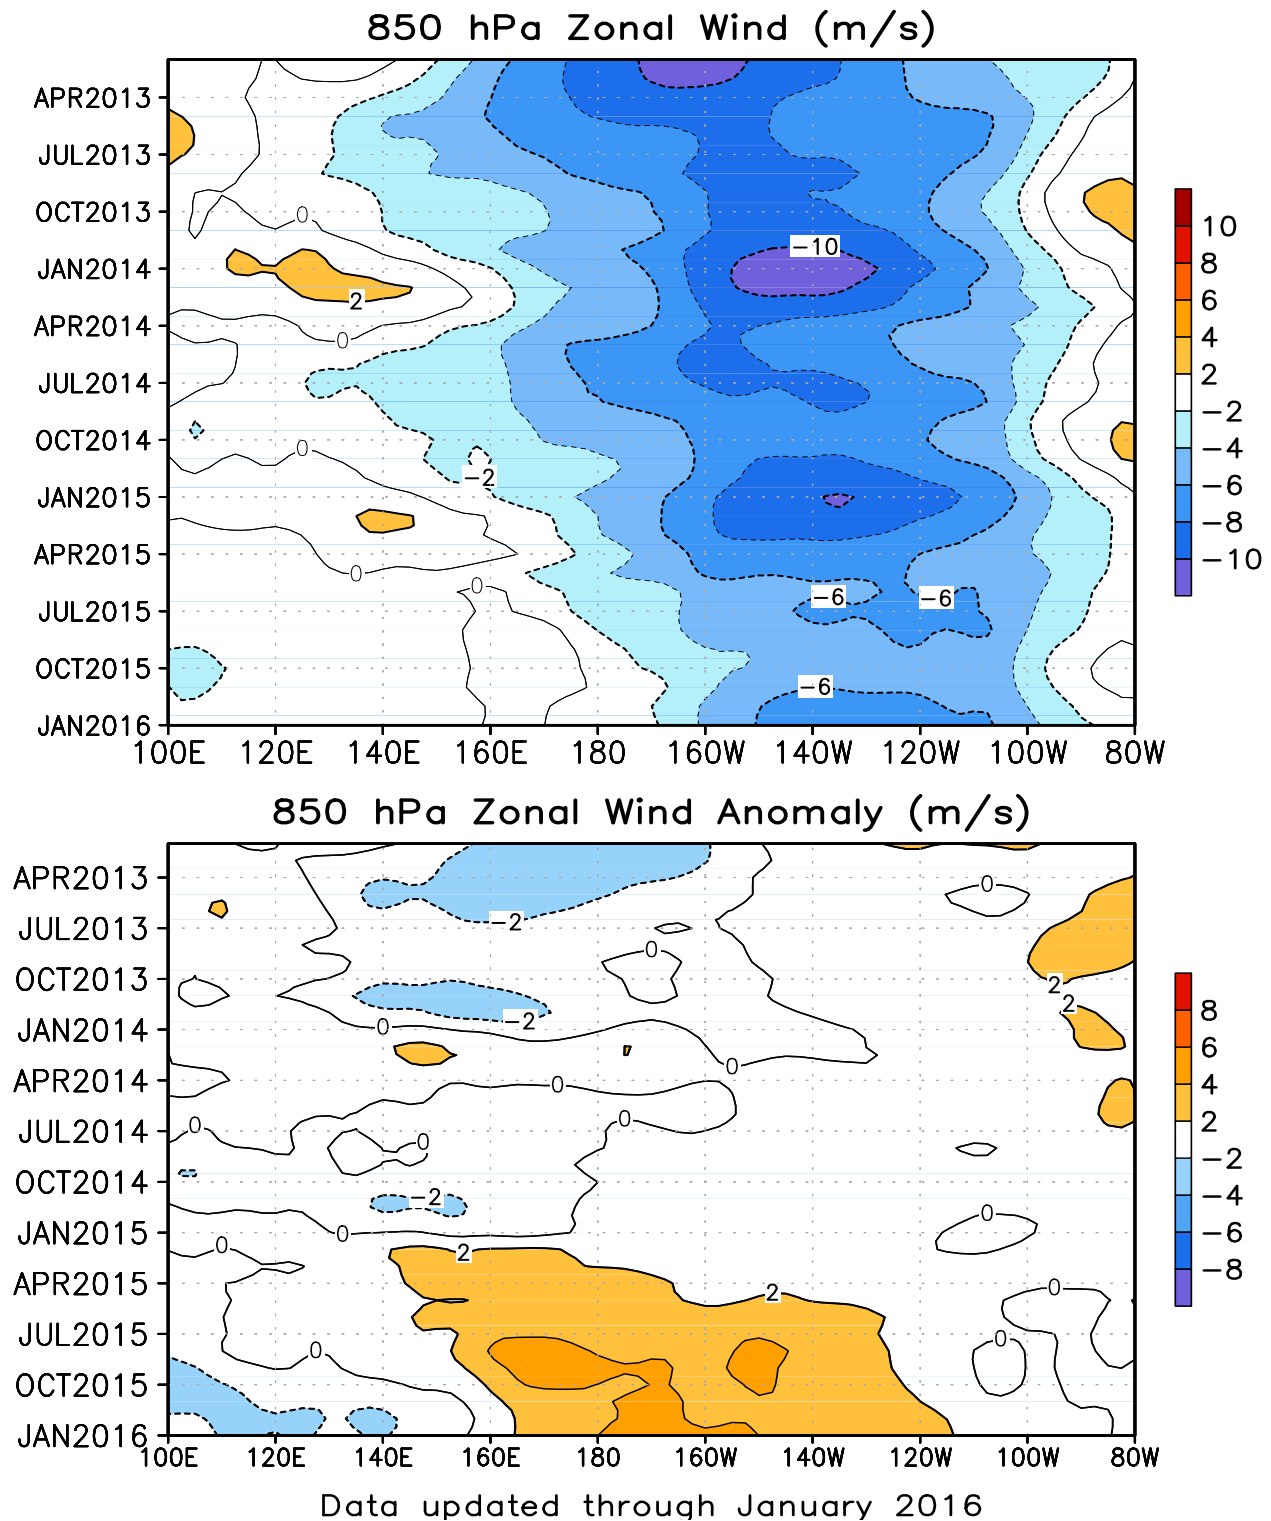 850 hPa Zonal Wind (m/s)
APR2013
JUL2013
OCT2013
JAN2014
APR2014
JUL2014
OCT2014
JAN2015
APR2015
JUL2015
OCT2015
JAN2016
0
−10
2
0
0
−2
0
0
−6
−6
−6
100E 120E 140E 160E 180 160W 140W 120W 100W 80W
10
8
6
4
2
−2
−4
−6
−8
−10
850 hPa Zonal Wind Anomaly (m/s)
APR2013
JUL2013
OCT2013
JAN2014
APR2014
JUL2014
OCT2014
JAN2015
APR2015
JUL2015
OCT2015
JAN2016
0
−2
0
2
2
−2
0
0
0
0
0
0
−2
0
0
0
2
0
2
0
0
100E 120E 140E 160E 180 160W 140W 120W 100W 80W
8
6
4
2
−2
−4
−6
−8
Data updated through January 2016